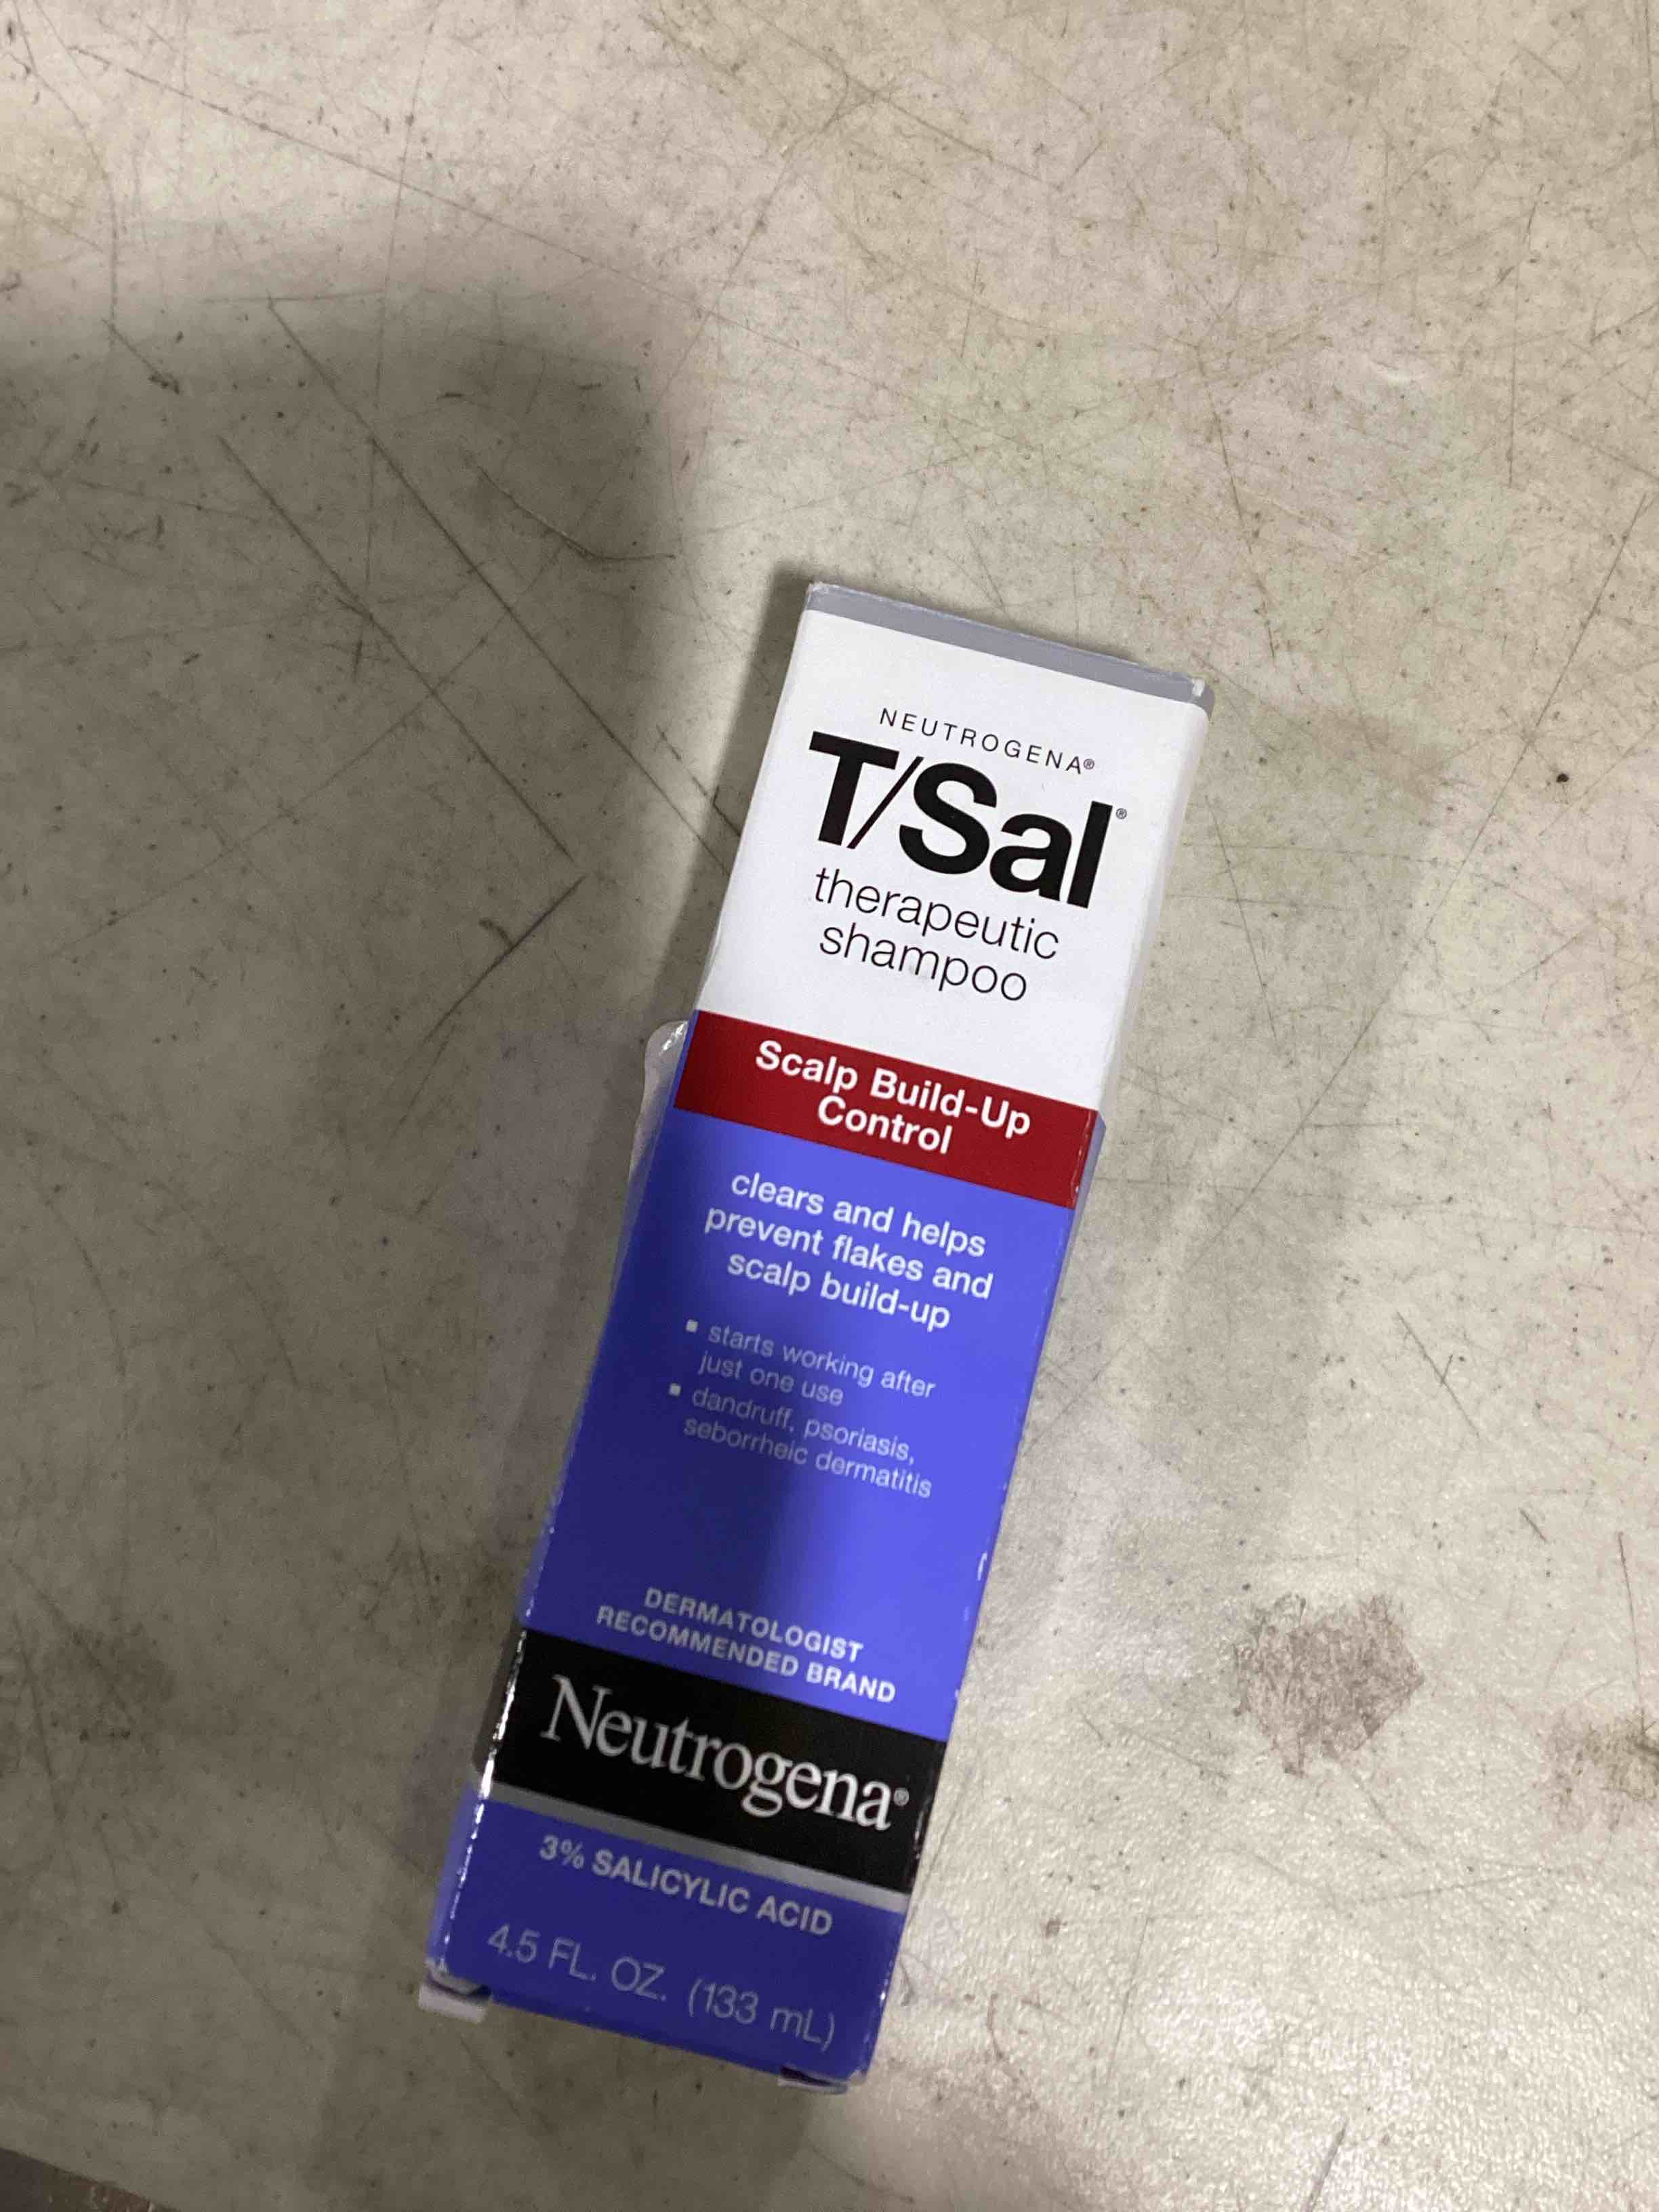 NEUTROGENA®
T/Sal®
therapeutic
shampoo
Scalp Build-Up
Control
clears and helps
prevent flakes and
scalp build-up
▪ starts working after
just one use
▪ dandruff, psoriasis,
seborrheic dermatitis
DERMATOLOGIST
RECOMMENDED BRAND
Neutrogena®
3% SALICYLIC ACID
4.5 FL. OZ. (133 mL)